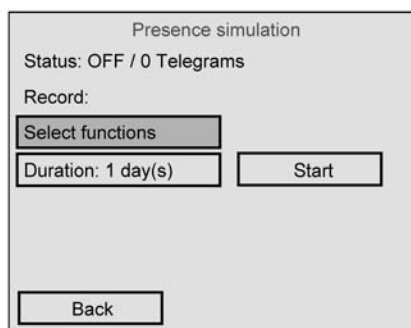 Presence simulation
Status: OFF / 0 Telegrams
Record:
Select functions
Duration: 1 day(s) Start
Back